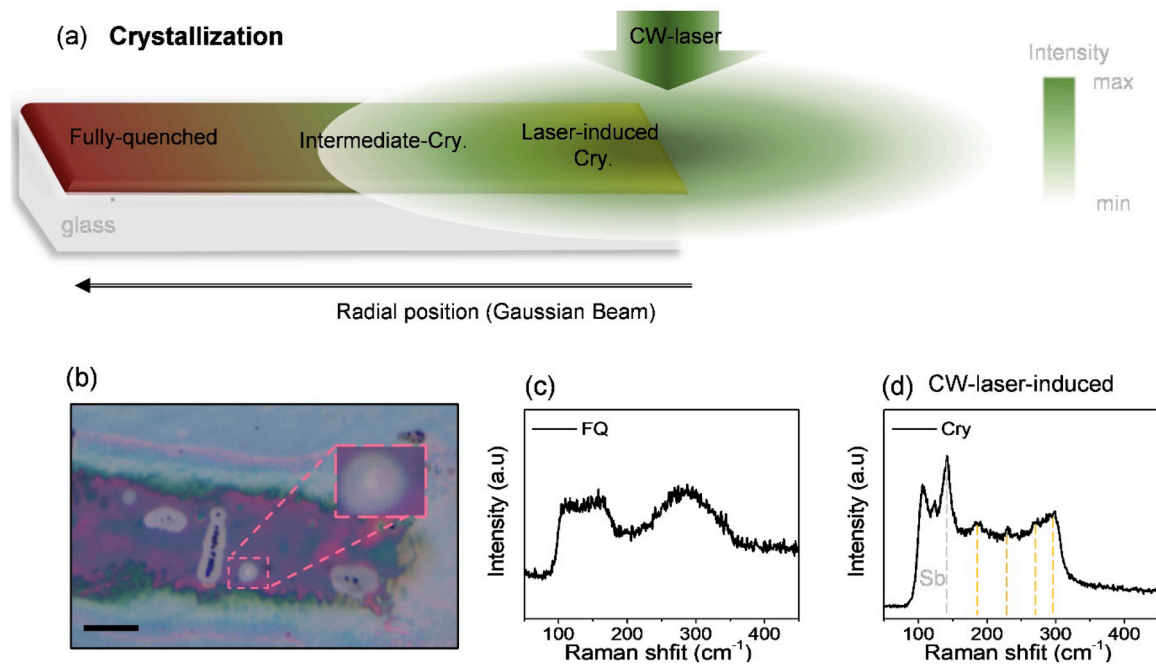 (a) Crystallization
CW-laser
Intensity
max
min
Fully-quenched
Intermediate-Cry.
Laser-induced
Cry.
glass
Radial position (Gaussian Beam)
(b)
(c)
FQ
Intensity (a.u)
100 200 300 400
Raman shfit (cm-1)
(d) CW-laser-induced
Cry
Sb
Intensity (a.u)
100 200 300 400
Raman shfit (cm-1)